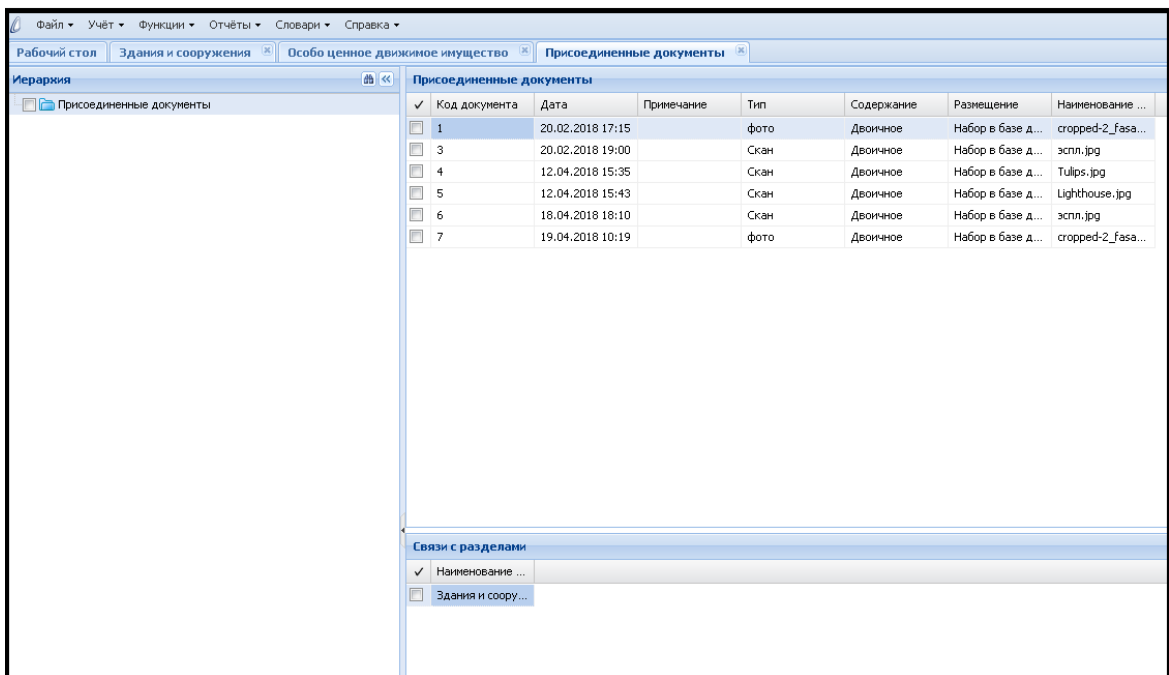 Файл Учёт Функции Отчёты Словари Справка
Рабочий стол Здания и сооружения Особо ценное движимое имущество Присоединенные документы
Иерархия
Присоединенные документы
Присоединенные документы
Код документа Дата Примечание Тип Содержание Размещение Наименование ...
1 20.02.2018 17:15 фото Двоичное Набор в базе д... cropped-2_fasa...
3 20.02.2018 19:00 Скан Двоичное Набор в базе д... эспл.jpg
4 12.04.2018 15:35 Скан Двоичное Набор в базе д... Tulips.jpg
5 12.04.2018 15:43 Скан Двоичное Набор в базе д... Lighthouse.jpg
6 18.04.2018 18:10 Скан Двоичное Набор в базе д... эспл.jpg
7 19.04.2018 10:19 фото Двоичное Набор в базе д... cropped-2_fasa...
Связи с разделами
Наименование ...
Здания и соору...